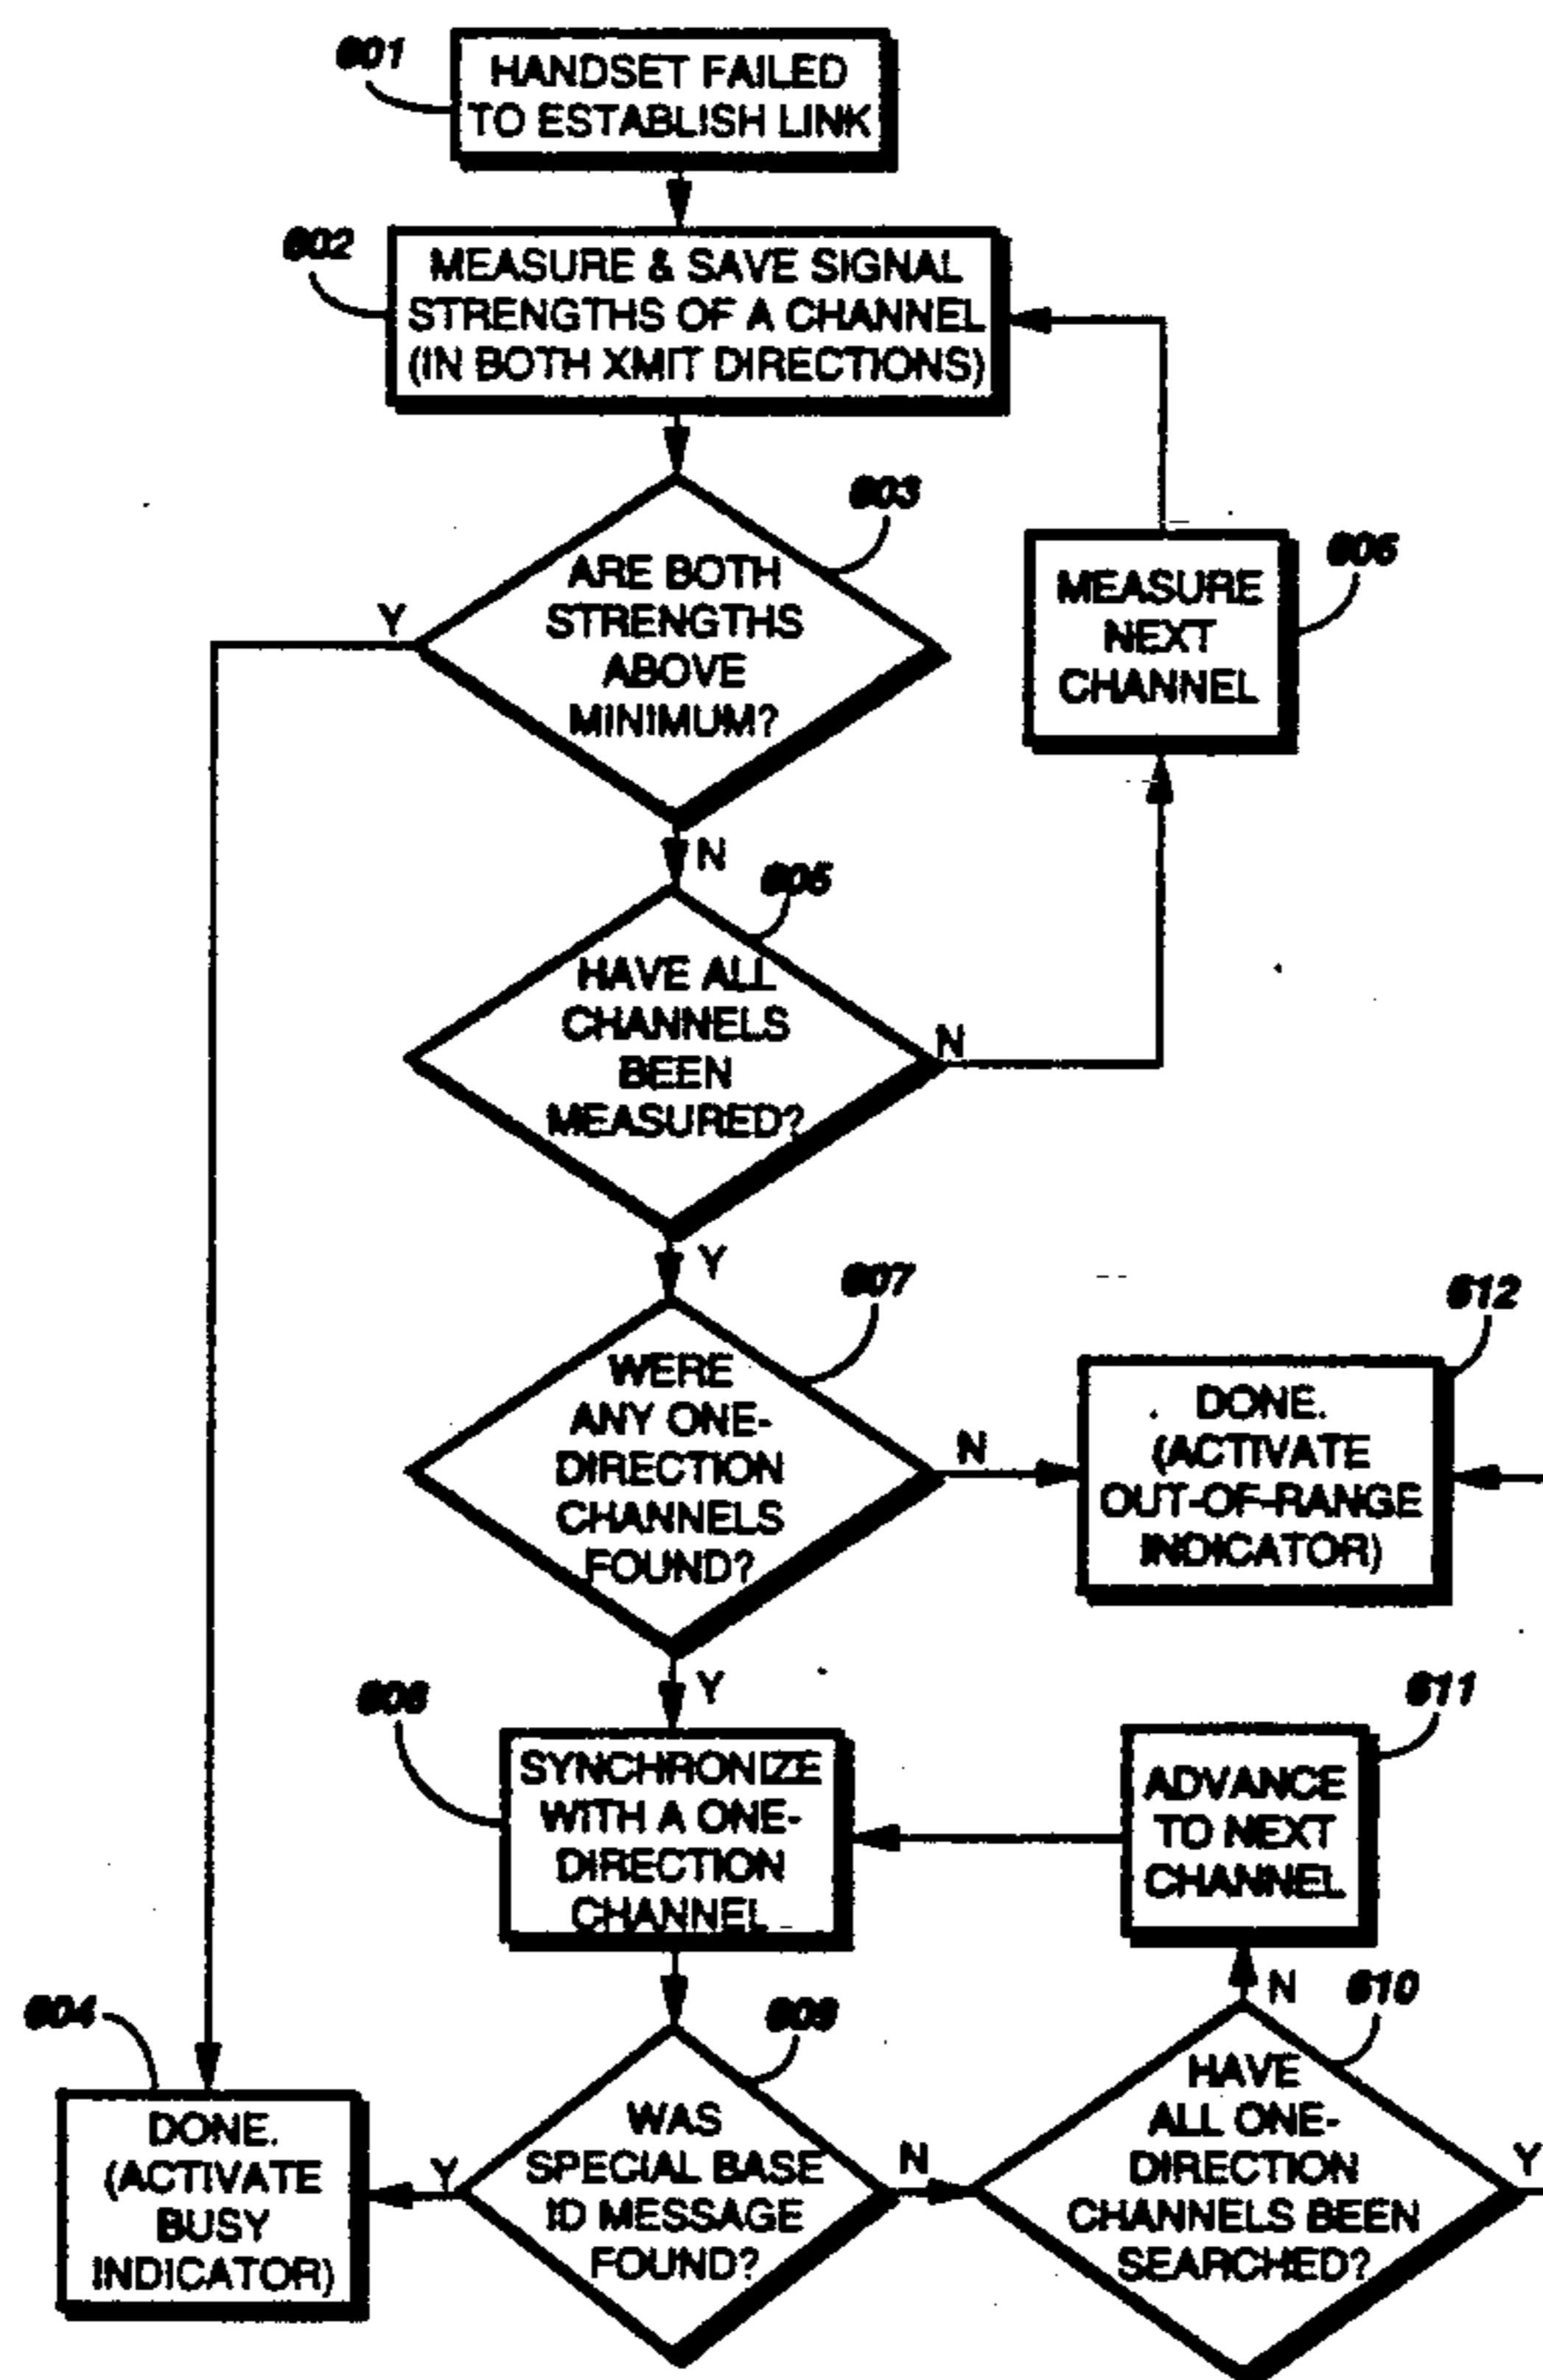 601
HANDSET FAILED
TO ESTABLISH LINK
602
MEASURE & SAVE SIGNAL
STRENGTHS OF A CHANNEL
(IN BOTH XMIT DIRECTIONS)
603
ARE BOTH
STRENGTHS
ABOVE
MINIMUM?
Y
N
606
MEASURE
NEXT
CHANNEL
605
HAVE ALL
CHANNELS
BEEN
MEASURED?
N
Y
607
WERE
ANY ONE-
DIRECTION
CHANNELS
FOUND?
N
Y
612
DONE.
(ACTIVATE
OUT-OF-RANGE
INDICATOR)
608
SYNCHRONIZE
WITH A ONE-
DIRECTION
CHANNEL
611
ADVANCE
TO NEXT
CHANNEL
604
DONE.
(ACTIVATE
BUSY
INDICATOR)
609
WAS
SPECIAL BASE
ID MESSAGE
FOUND?
Y
N
610
HAVE
ALL ONE-
DIRECTION
CHANNELS BEEN
SEARCHED?
N
Y